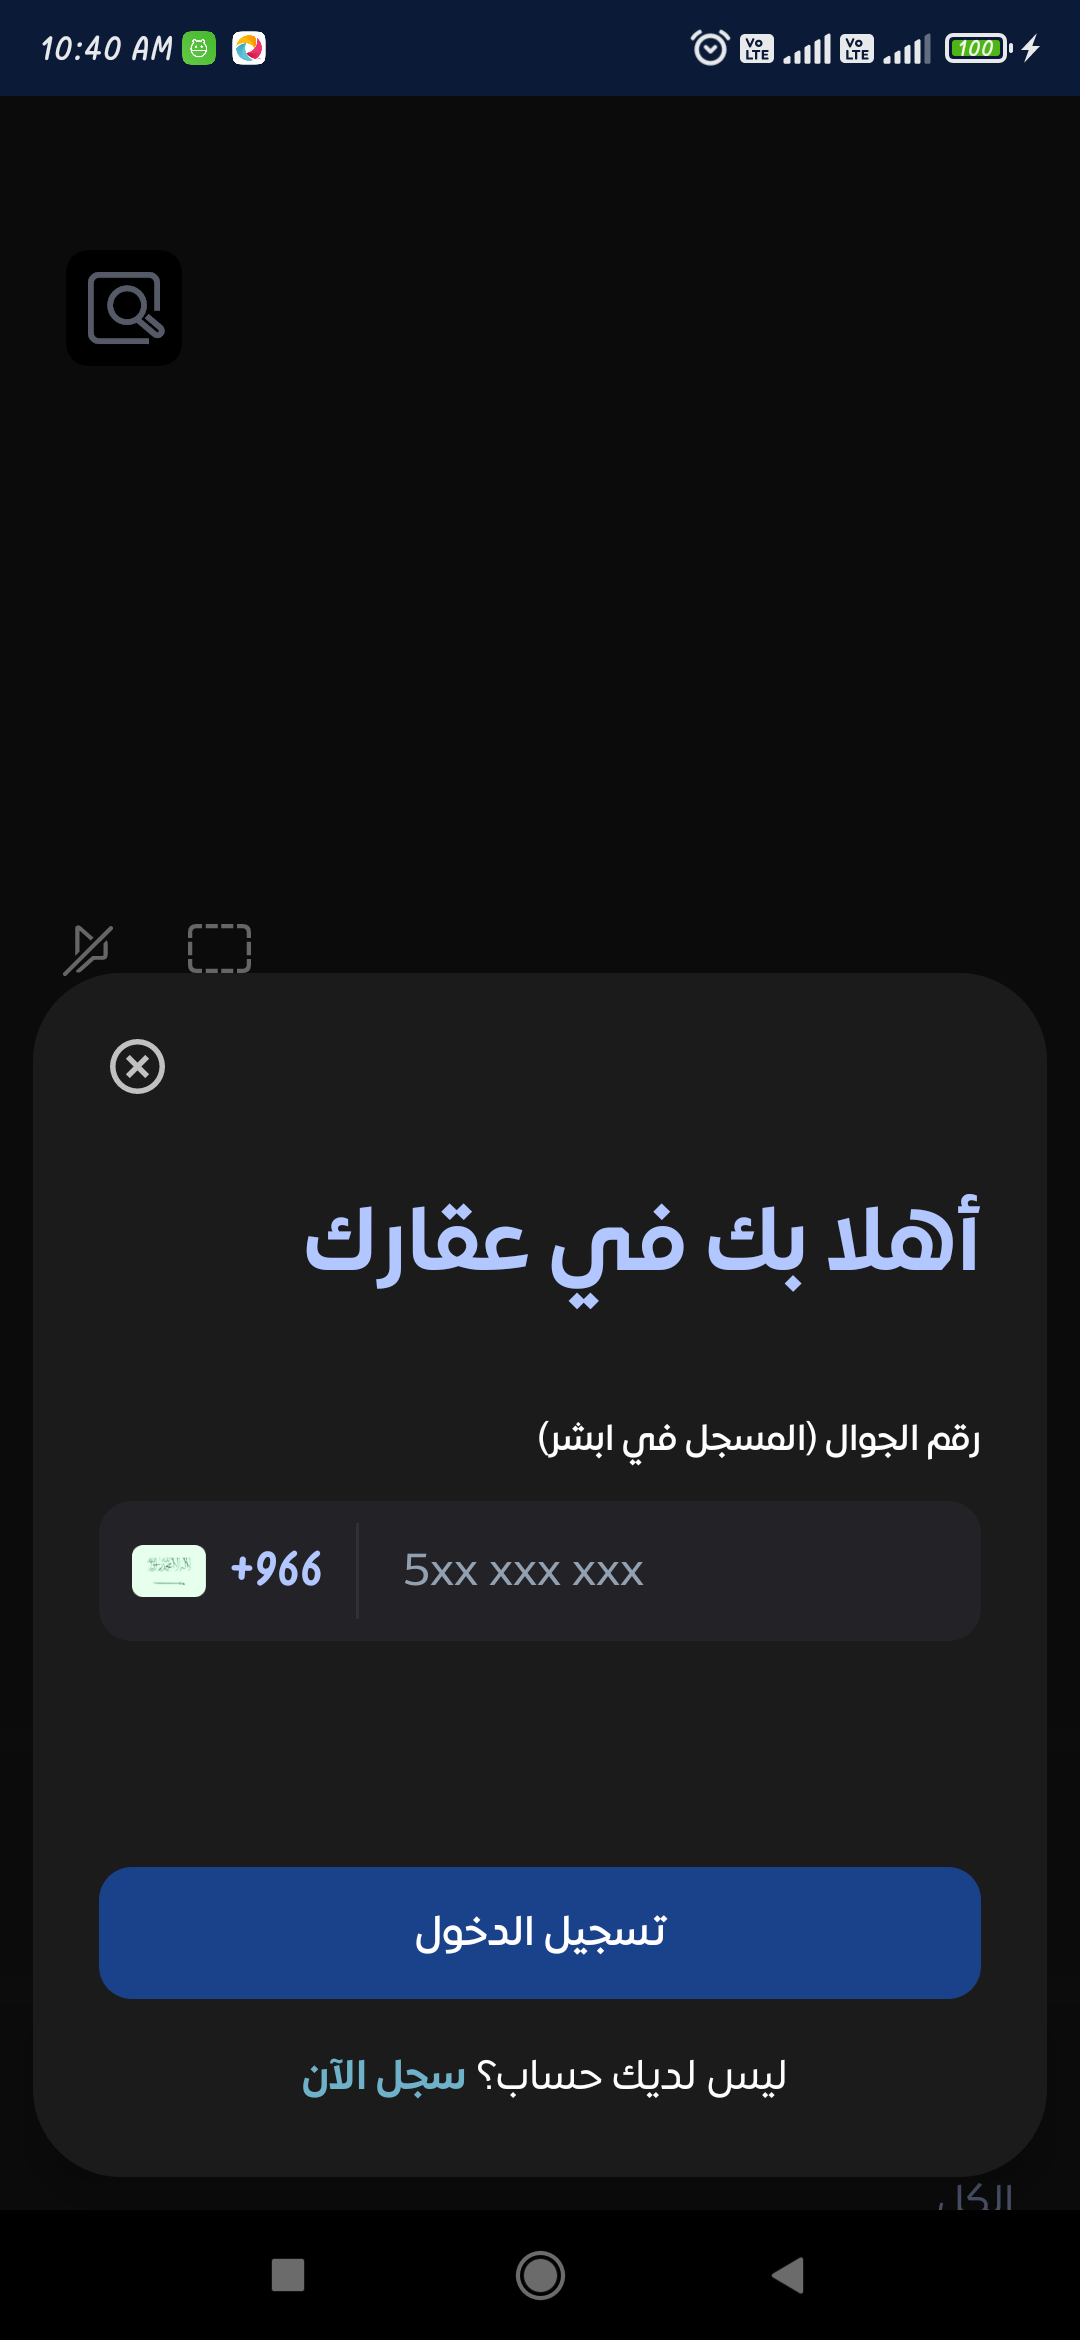 10:40 AM
Vo LTE Vo LTE 100
أهلا بك في عقارك
رقم الجوال (المسجل في ابشر)
+966 5xx xxx xxx
تسجيل الدخول
ليس لديك حساب؟ سجل الآن
الكل